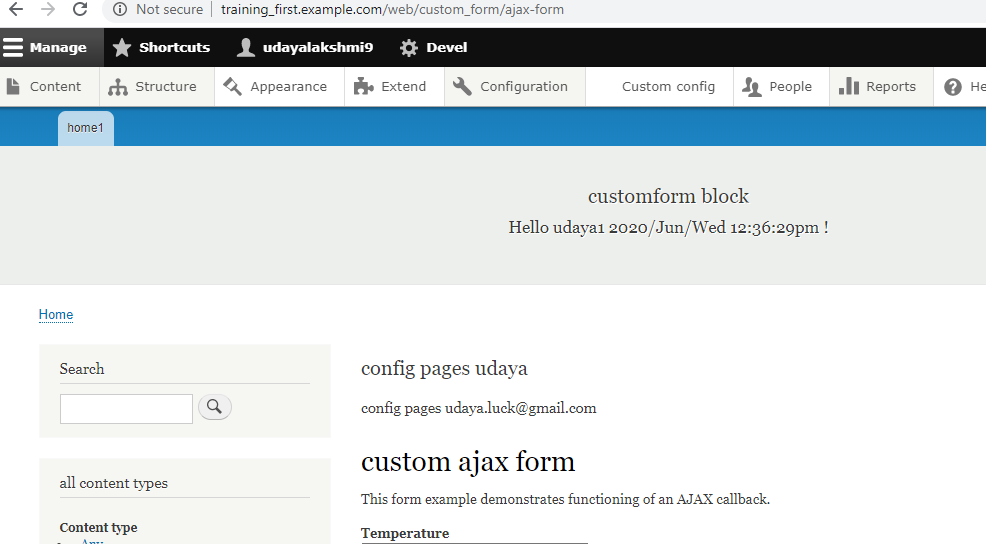 Not secure | training_first.example.com/web/custom_form/ajax-form
Manage Shortcuts udayalakshmi9 Devel
Content Structure Appearance Extend Configuration Custom config People Reports He
home1
customform block
Hello udaya1 2020/Jun/Wed 12:36:29pm !
Home
Search
config pages udaya
config pages udaya.luck@gmail.com
custom ajax form
all content types
This form example demonstrates functioning of an AJAX callback.
Content type
Temperature
Any